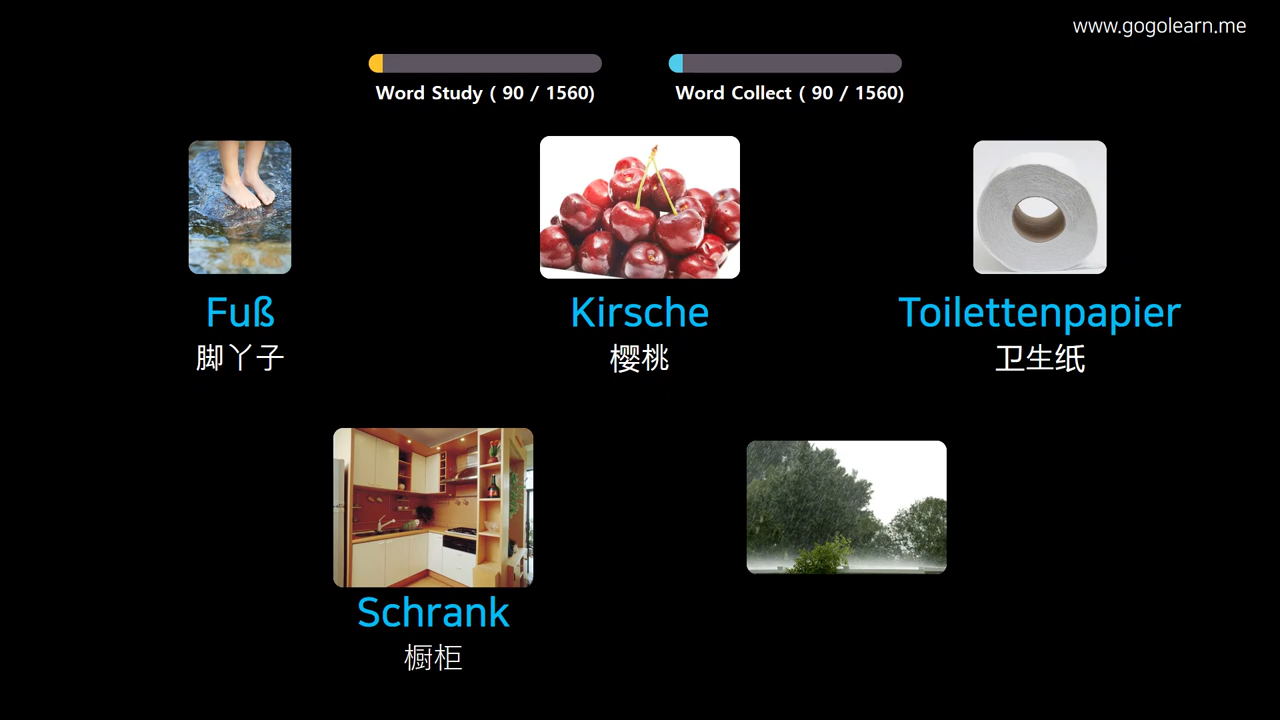 www.gogolearn.me
Word Study ( 90 / 1560)
Word Collect ( 90 / 1560)
Fuß
脚丫子
Kirsche
樱桃
Toilettenpapier
卫生纸
Schrank
橱柜